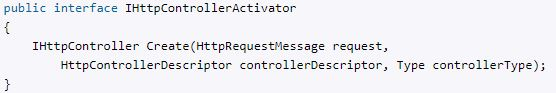 public interface IHttpControllerActivator
{
    IHttpController Create(HttpRequestMessage request,
        HttpControllerDescriptor controllerDescriptor, Type controllerType);
}